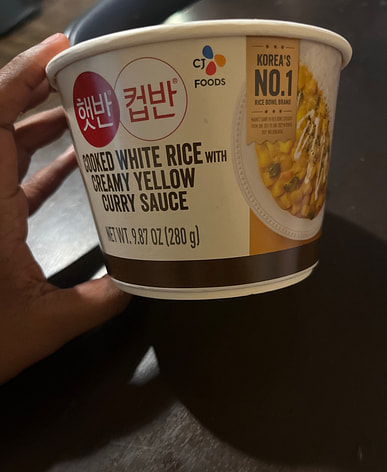 햇반®
컵반®
CJ
FOODS
KOREA'S
NO.1
RICE BOWL BRAND
COOKED WHITE RICE WITH
CREAMY YELLOW
CURRY SAUCE
NET WT. 9.87 OZ (280 g)